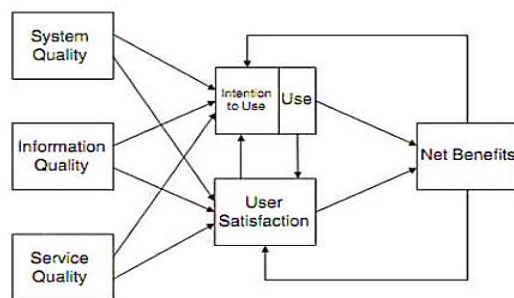 System
Quality
Intention
to Use
Use
Information
Quality
Net Benefits
User
Satisfaction
Service
Quality